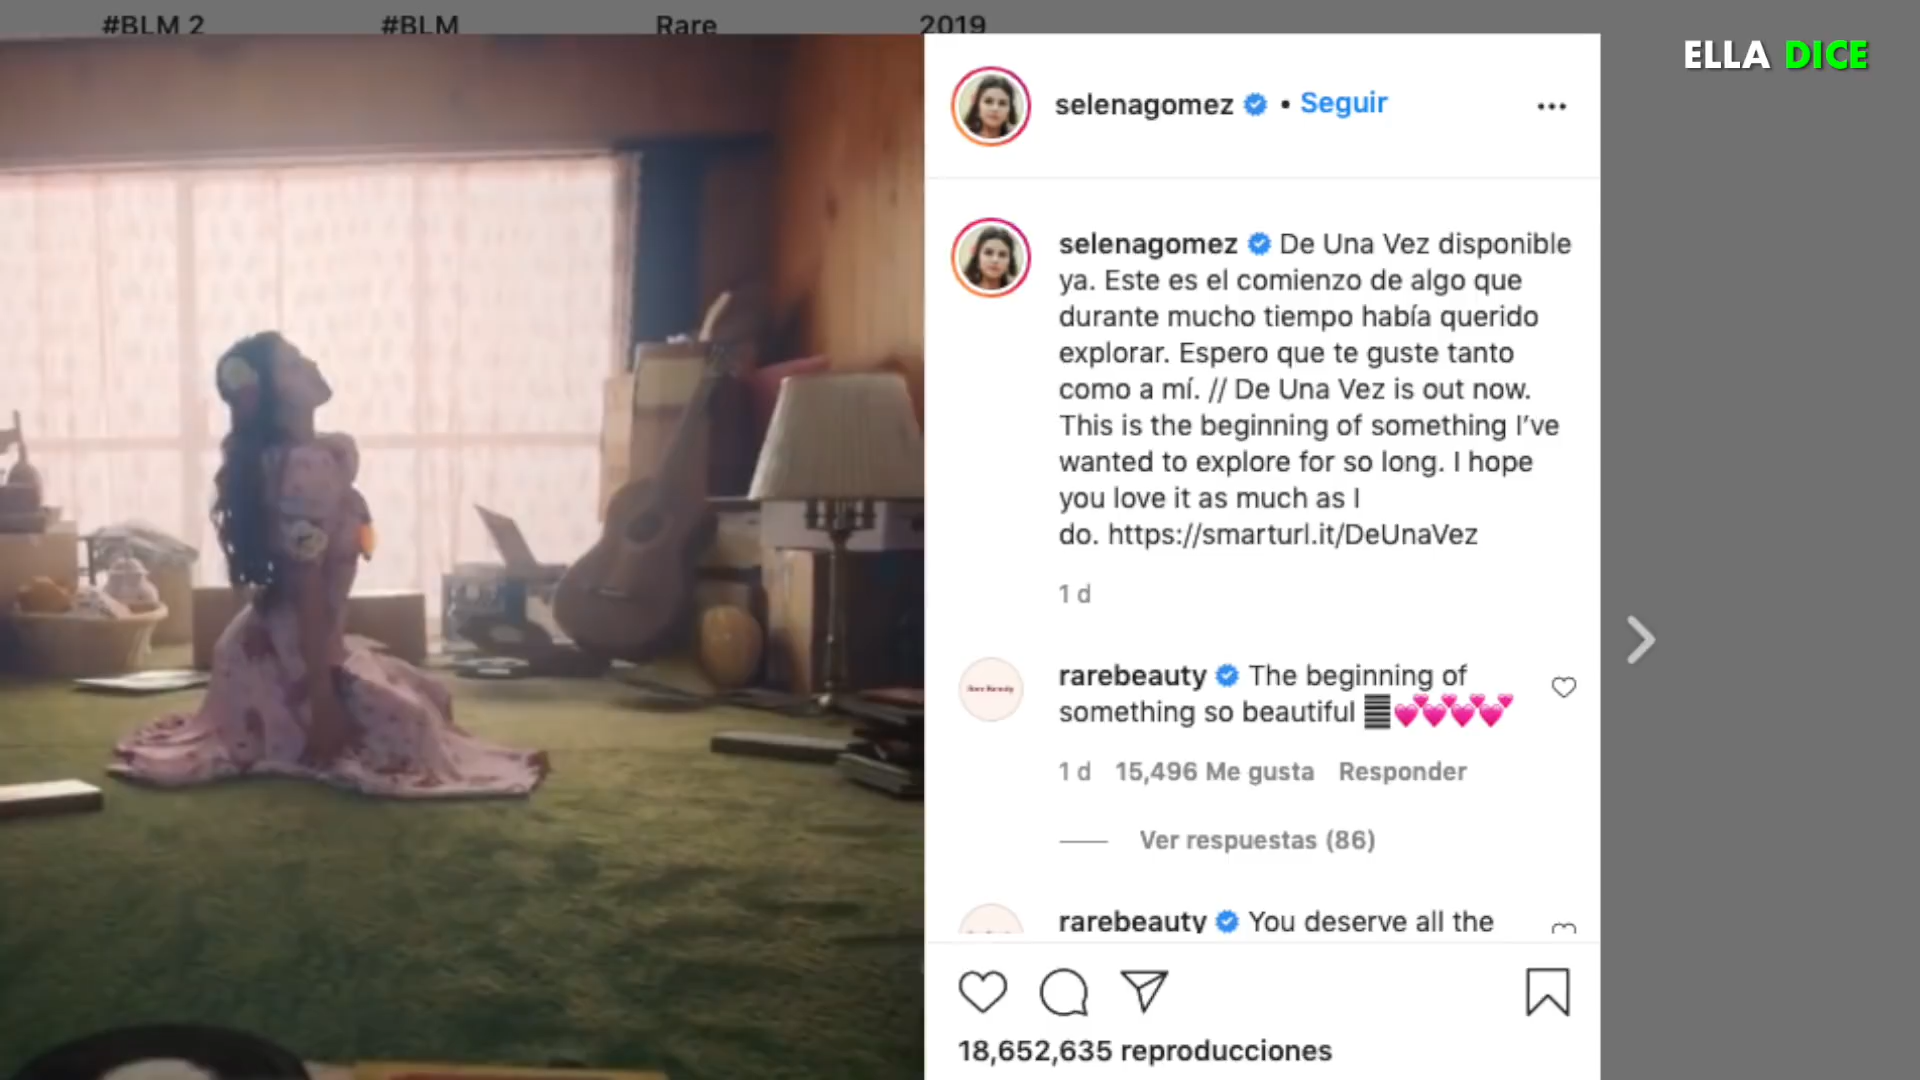 #BLM 2 #BLM Rare 2019
ELLA DICE
selenagomez • Seguir
selenagomez De Una Vez disponible
ya. Este es el comienzo de algo que
durante mucho tiempo había querido
explorar. Espero que te guste tanto
como a mí. // De Una Vez is out now.
This is the beginning of something I’ve
wanted to explore for so long. I hope
you love it as much as I
do. https://smarturl.it/DeUnaVez
1 d
Rare Beauty
rarebeauty The beginning of
something so beautiful 💕💕💕💕
1 d 15,496 Me gusta Responder
Ver respuestas (86)
rarebeauty You deserve all the
18,652,635 reproducciones